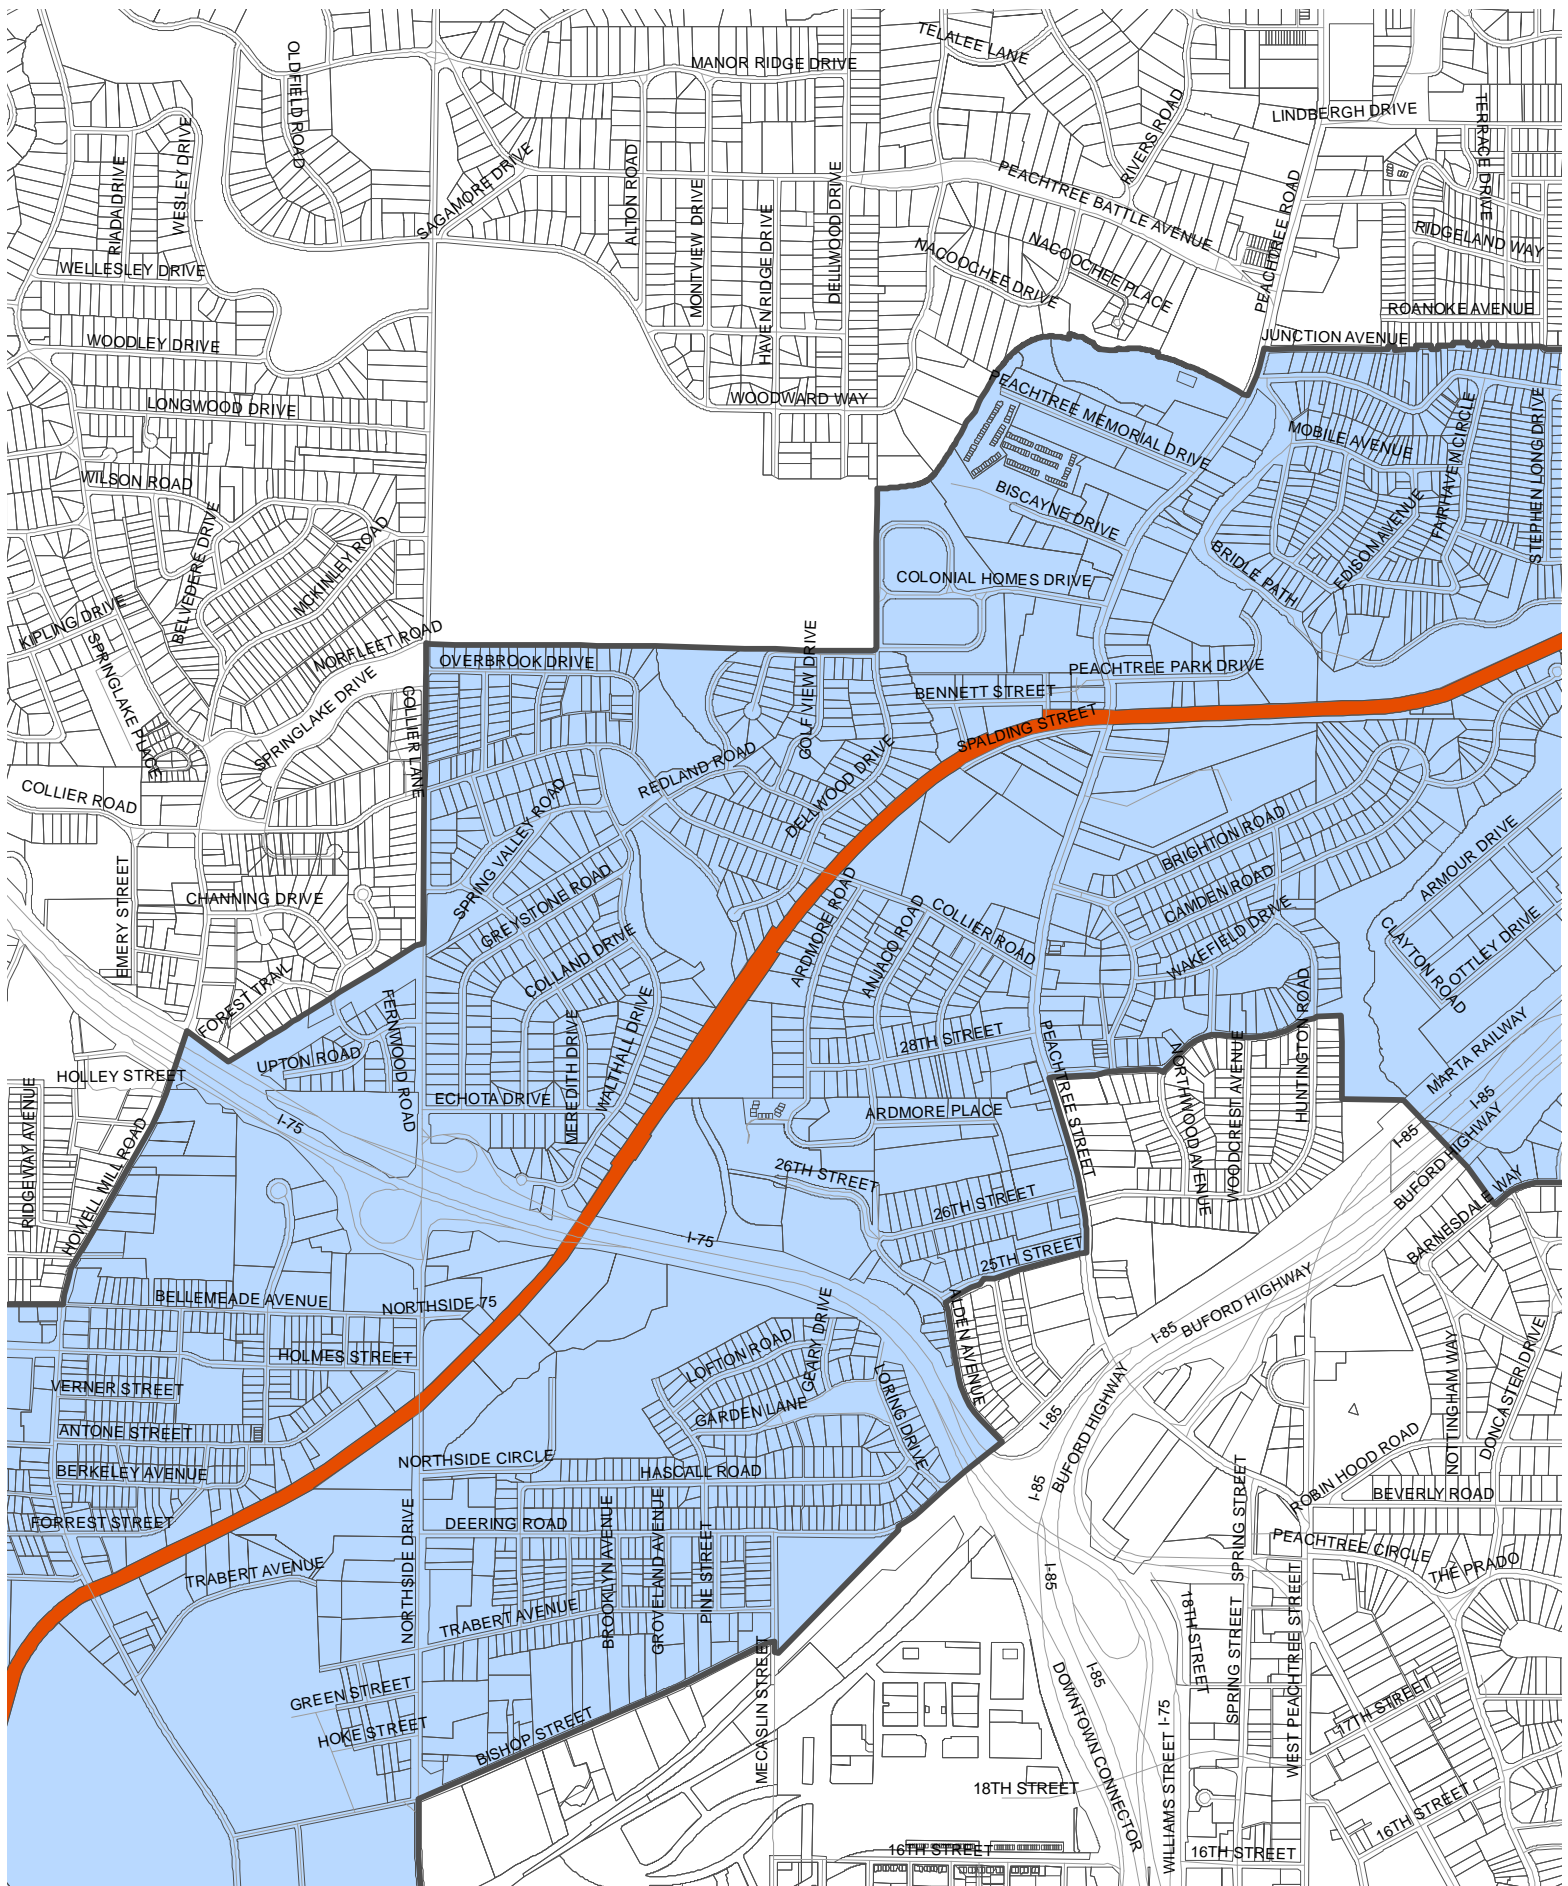 TELALEE LANE
OLDFIELD ROAD
MANOR RIDGE DRIVE
LINDBERGH DRIVE
TERRACE DRIVE
RIVERS ROAD
WESLEY DRIVE
RIADA DRIVE
SAGAMORE DRIVE
ALTON ROAD
MONTVIEW DRIVE
HAVEN RIDGE DRIVE
DELLWOOD DRIVE
PEACHTREE BATTLE AVENUE
PEACHTREE ROAD
RIDGELAND WAY
NACOOCHEE DRIVE
NACOOCHEE PLACE
WELLESLEY DRIVE
ROANOKE AVENUE
JUNCTION AVENUE
WOODLEY DRIVE
LONGWOOD DRIVE
WOODWARD WAY
PEACHTREE MEMORIAL DRIVE
MOBILE AVENUE
FAIRHAVEN CIRCLE
STEPHEN LONG DRIVE
WILSON ROAD
BELVEDERE DRIVE
MCKINLEY ROAD
BISCAYNE DRIVE
EDISON AVENUE
BRIDLE PATH
COLONIAL HOMES DRIVE
KIPLING DRIVE
SPRINGLAKE PLACE
NORFLEET ROAD
SPRINGLAKE DRIVE
COLLIER LANE
OVERBROOK DRIVE
GOLF VIEW DRIVE
PEACHTREE PARK DRIVE
BENNETT STREET
SPALDING STREET
REDLAND ROAD
DELLWOOD DRIVE
COLLIER ROAD
SPRING VALLEY ROAD
BRIGHTON ROAD
ARMOUR DRIVE
EMERY STREET
CHANNING DRIVE
GREYSTONE ROAD
ARDMORE ROAD
ANJACO ROAD
COLLIER ROAD
CAMDEN ROAD
WAKEFIELD DRIVE
CLAYTON ROAD
OTTLEY DRIVE
COLLAND DRIVE
FOREST TRAIL
FERNWOOD ROAD
UPTON ROAD
MEREDITH DRIVE
WALTHALL DRIVE
28TH STREET
PEACHTREE STREET
NORTHWOOD AVENUE
WOODCREST AVENUE
HUNTINGTON ROAD
MARTA RAILWAY
I-85
HOLLEY STREET
RIDGEWAY AVENUE
HOWELL MILL ROAD
I-75
ECHOTA DRIVE
ARDMORE PLACE
I-85
BUFORD HIGHWAY
26TH STREET
26TH STREET
BARNESDALE WAY
I-75
25TH STREET
BELLEMEADE AVENUE
NORTHSIDE 75
GEARY DRIVE
ALDEN AVENUE
I-85
BUFORD HIGHWAY
HOLMES STREET
LOFTON ROAD
LORING DRIVE
VERNER STREET
GARDEN LANE
I-85
BUFORD HIGHWAY
NOTTINGHAM WAY
DONCASTER DRIVE
ANTONE STREET
BERKELEY AVENUE
NORTHSIDE CIRCLE
HASCALL ROAD
I-85
SPRING STREET
ROBIN HOOD ROAD
BEVERLY ROAD
FORREST STREET
DEERING ROAD
PEACHTREE CIRCLE
THE PRADO
TRABERT AVENUE
NORTHSIDE DRIVE
TRABERT AVENUE
BROOKLYN AVENUE
GROVELAND AVENUE
PINE STREET
I-85
18TH STREET
SPRING STREET
WEST PEACHTREE STREET
GREEN STREET
HOKE STREET
BISHOP STREET
MECASLIN STREET
I-85
DOWNTOWN CONNECTOR
I-75
WILLIAMS STREET
17TH STREET
18TH STREET
16TH STREET
16TH STREET
16TH STREET